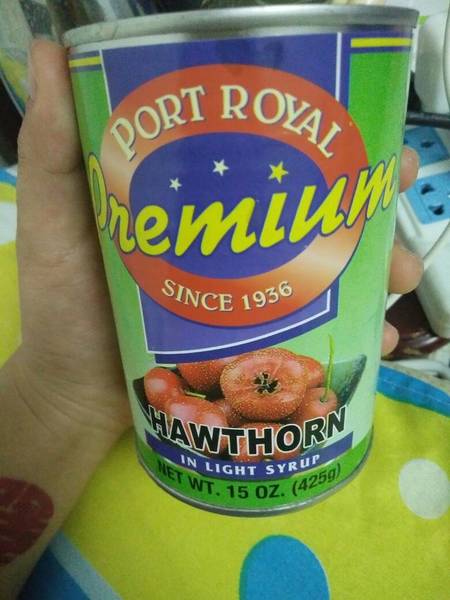 PORT ROYAL
Premium
SINCE 1936
HAWTHORN
IN LIGHT SYRUP
NET WT. 15 OZ. (425g)